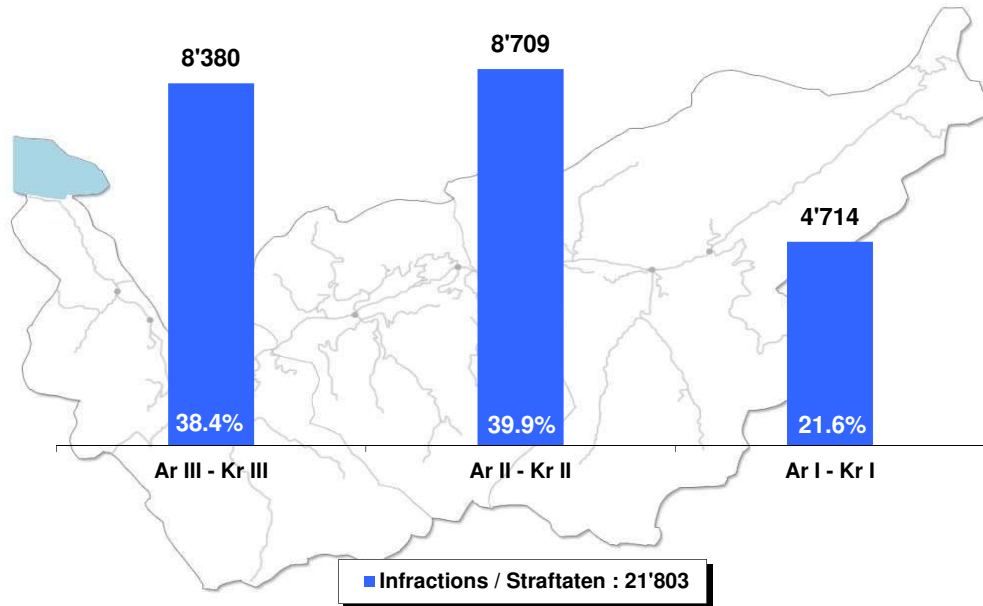 8'380
8'709
4'714
38.4%
39.9%
21.6%
Ar III - Kr III
Ar II - Kr II
Ar I - Kr I
Infractions / Straftaten : 21'803